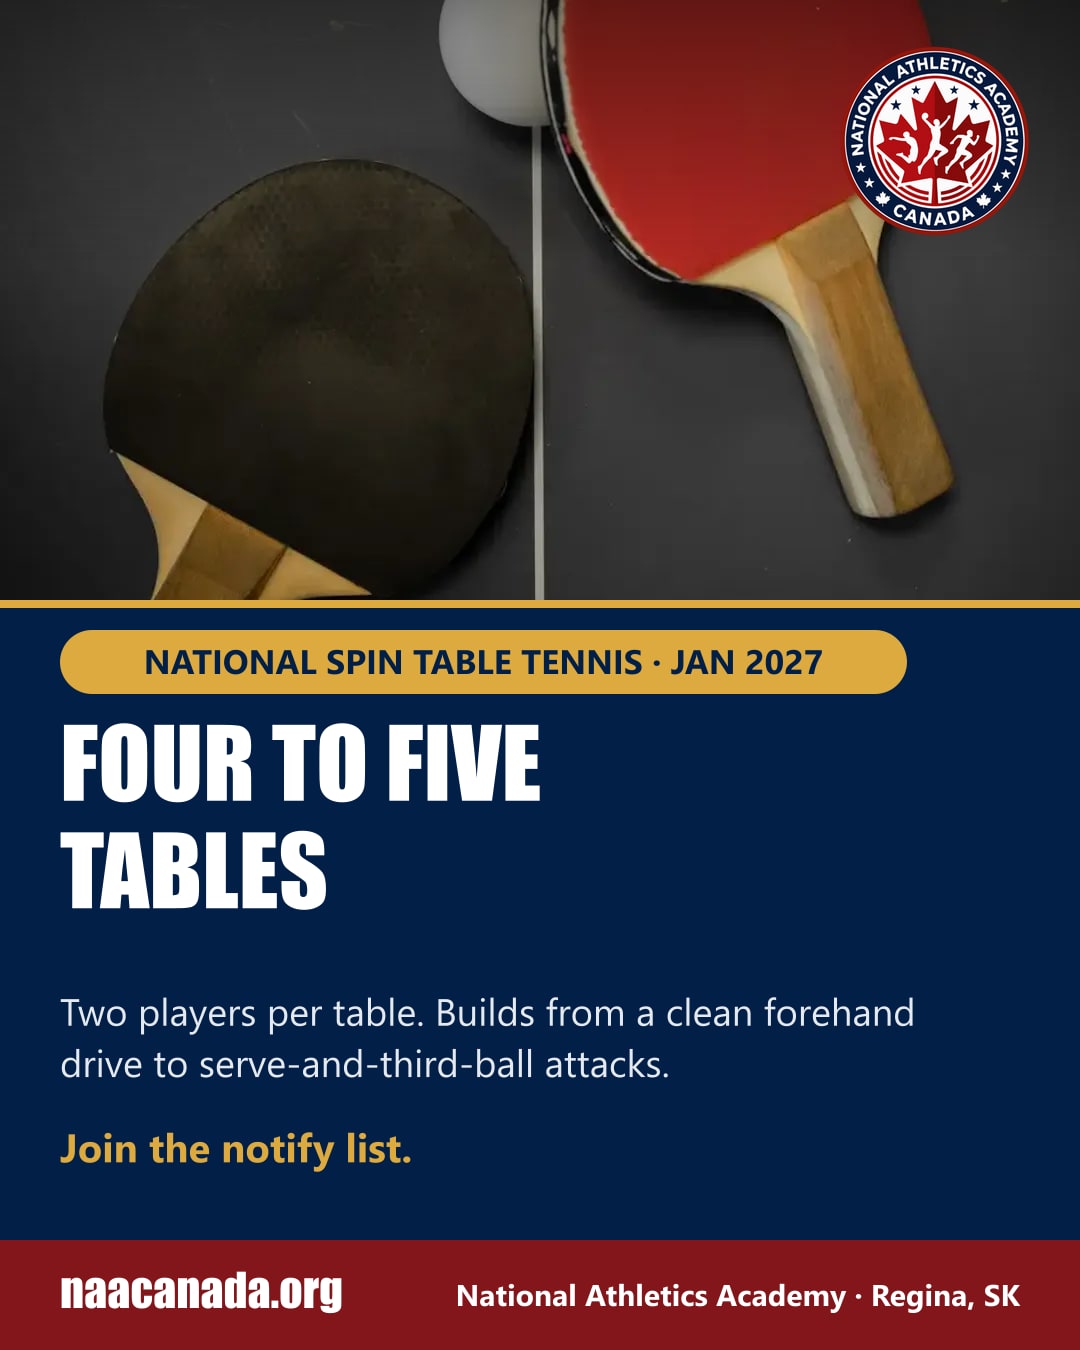 NATIONAL ATHLETICS ACADEMY
CANADA
NATIONAL SPIN TABLE TENNIS · JAN 2027
FOUR TO FIVE
TABLES
Two players per table. Builds from a clean forehand
drive to serve-and-third-ball attacks.
Join the notify list.
naacanada.org
National Athletics Academy · Regina, SK